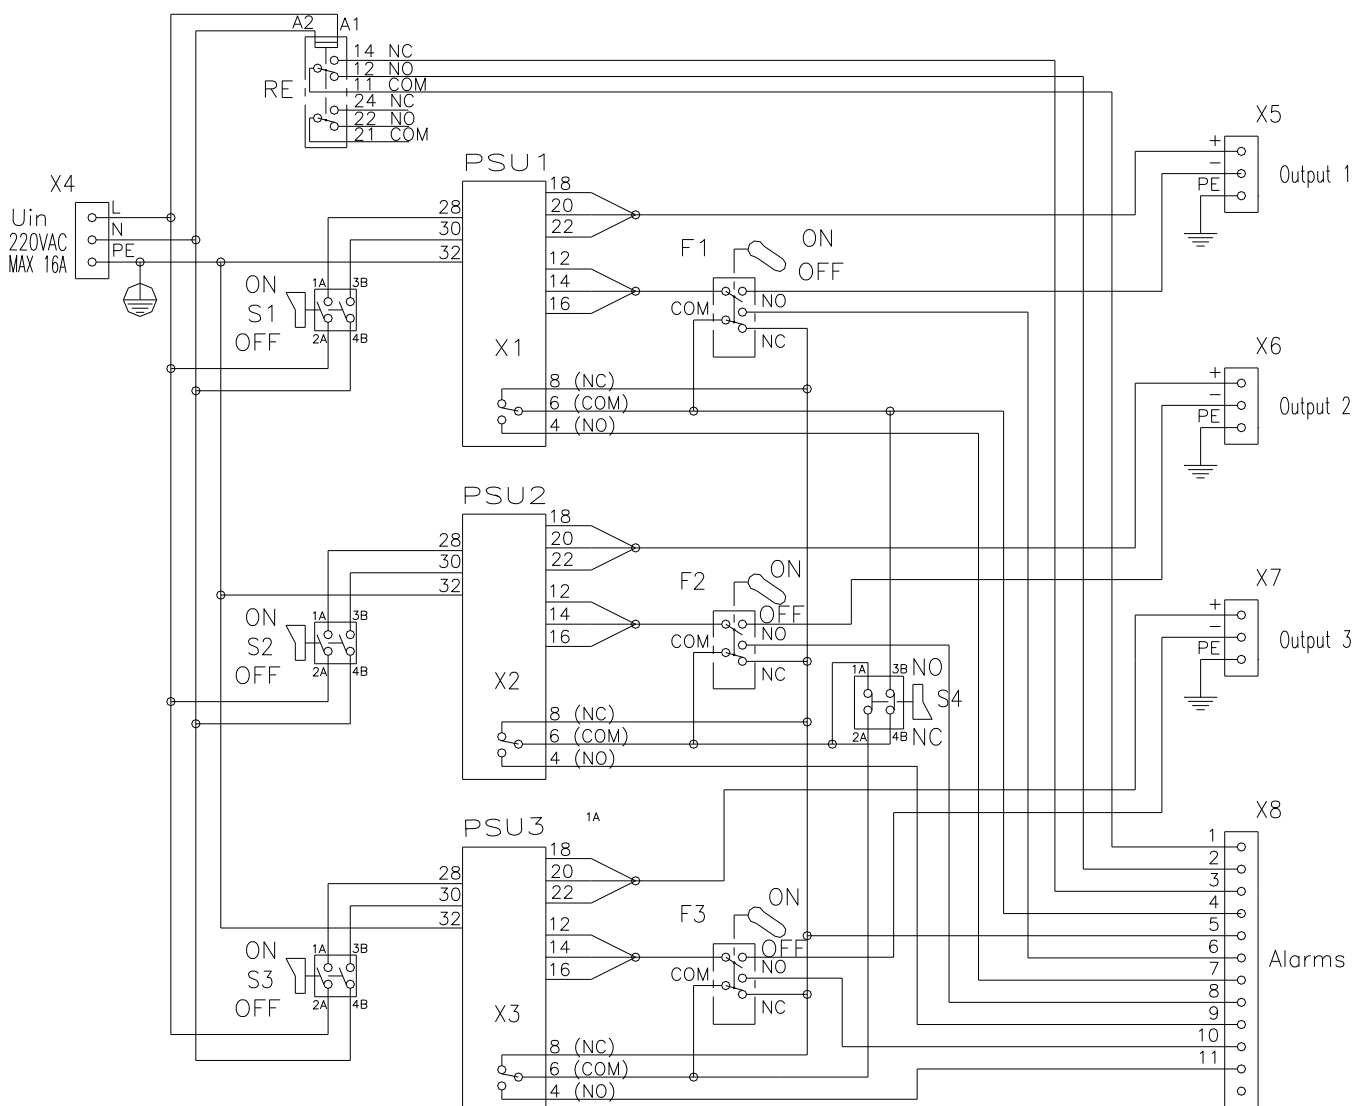 A2 A1
14 NC
12 NO
11 COM
RE
24 NC
22 NO
21 COM
X4
Uin
220VAC
MAX 16A
L
N
PE
PSU1
28
30
32
18
20
22
12
14
16
X1
8 (NC)
6 (COM)
4 (NO)
ON
S1
OFF
1A 3B
2A 4B
F1
ON
OFF
COM
NO
NC
X5
+
−
PE
Output 1
X6
+
−
PE
Output 2
PSU2
28
30
32
18
20
22
12
14
16
X2
8 (NC)
6 (COM)
4 (NO)
ON
S2
OFF
1A 3B
2A 4B
F2
ON
OFF
COM
NO
NC
1A 3B NO
S4
2A 4B NC
X7
+
−
PE
Output 3
PSU3
1A
28
30
32
18
20
22
12
14
16
X3
8 (NC)
6 (COM)
4 (NO)
ON
S3
OFF
1A 3B
2A 4B
F3
ON
OFF
COM
NO
NC
X8
1
2
3
4
5
6
7
8
9
10
11
Alarms